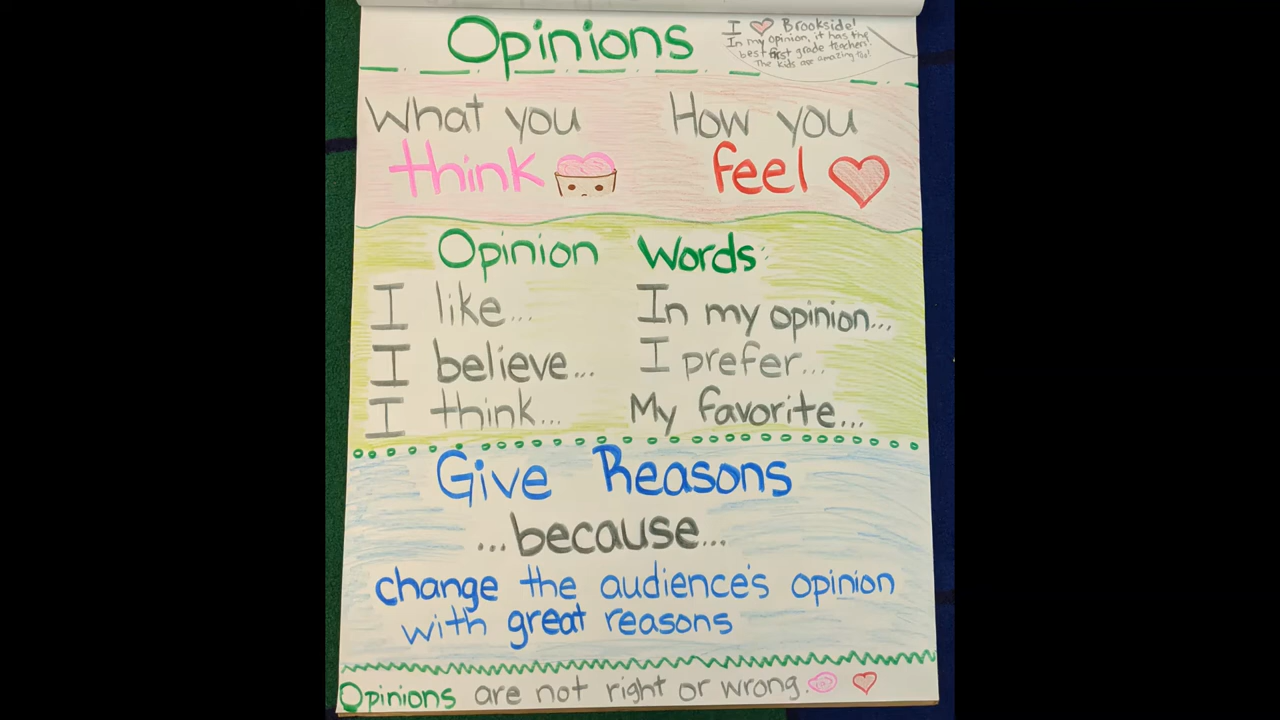 Opinions
I Brookside!
In my opinion, it has the
best first grade teachers!
The kids are amazing too!
What you
think
How you
feel
Opinion Words:
I like...
I believe...
I think...
In my opinion...
I prefer...
My favorite...
Give Reasons
...because...
change the audience's opinion
with great reasons
Opinions are not right or wrong.